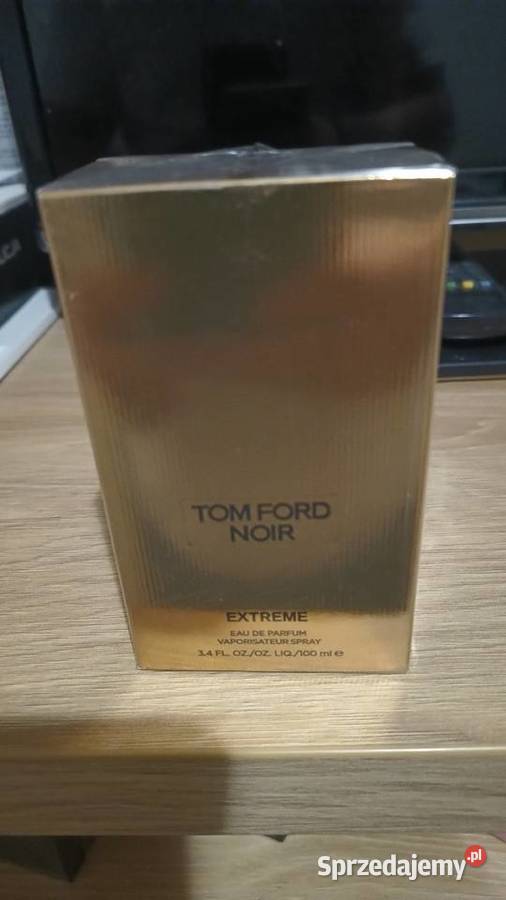 TOM FORD
NOIR
EXTREME
EAU DE PARFUM
VAPORISATEUR SPRAY
3.4 FL. OZ./OZ. LIQ./100 ml e
Sprzedajemy.pl